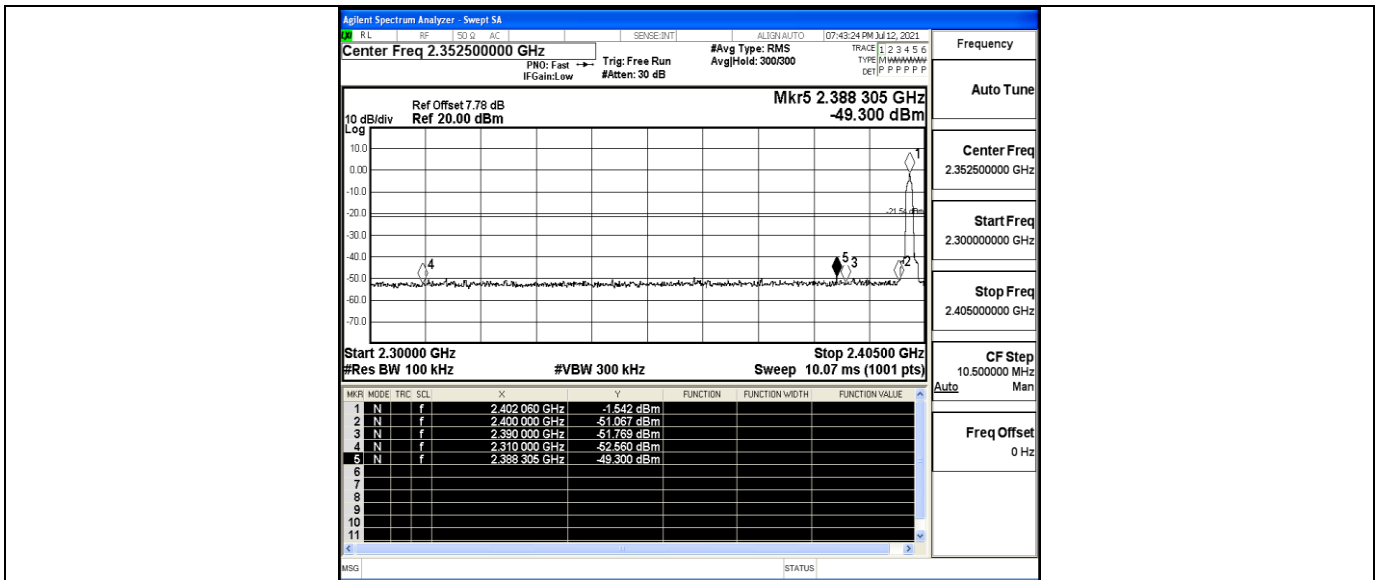 Agilent Spectrum Analyzer - Swept SA
RL RF 50 Ω AC SENSE:INT ALIGN AUTO 07:43:24 PM Jul 12, 2021
Center Freq 2.352500000 GHz
PNO: Fast
IFGain:Low
Trig: Free Run
#Atten: 30 dB
#Avg Type: RMS
Avg|Hold: 300/300
TRACE 1 2 3 4 5 6
TYPE M
DET P P P P P P
Mkr5 2.388 305 GHz
-49.300 dBm
Ref Offset 7.78 dB
10 dB/div Ref 20.00 dBm
Log
10.0
0.00
-10.0
-20.0
-30.0
-40.0
-50.0
-60.0
-70.0
1
-21.54 dBm
4
5 3
2
Start 2.30000 GHz Stop 2.40500 GHz
#Res BW 100 kHz #VBW 300 kHz Sweep 10.07 ms (1001 pts)
MKR MODE TRC SCL X Y FUNCTION FUNCTION WIDTH FUNCTION VALUE
1 N f 2.402 060 GHz -1.542 dBm
2 N f 2.400 000 GHz -51.067 dBm
3 N f 2.390 000 GHz -51.769 dBm
4 N f 2.310 000 GHz -52.560 dBm
5 N f 2.388 305 GHz -49.300 dBm
6
7
8
9
10
11
MSG STATUS
Frequency
Auto Tune
Center Freq
2.352500000 GHz
Start Freq
2.300000000 GHz
Stop Freq
2.405000000 GHz
CF Step
10.500000 MHz
Auto Man
Freq Offset
0 Hz